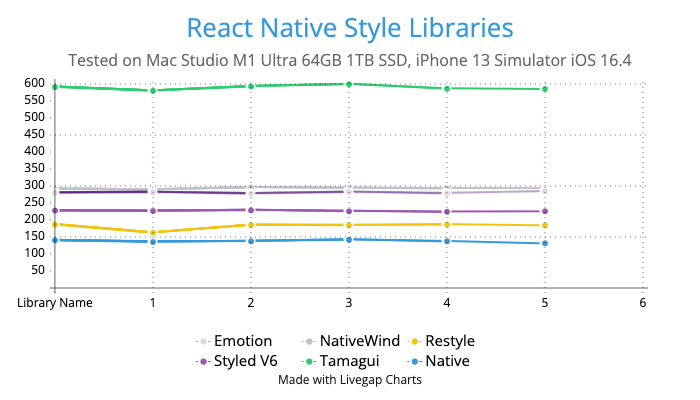 React Native Style Libraries
Tested on Mac Studio M1 Ultra 64GB 1TB SSD, iPhone 13 Simulator iOS 16.4
600
550
500
450
400
350
300
250
200
150
100
50
Library Name 1 2 3 4 5 6
Emotion NativeWind Restyle
Styled V6 Tamagui Native
Made with Livegap Charts